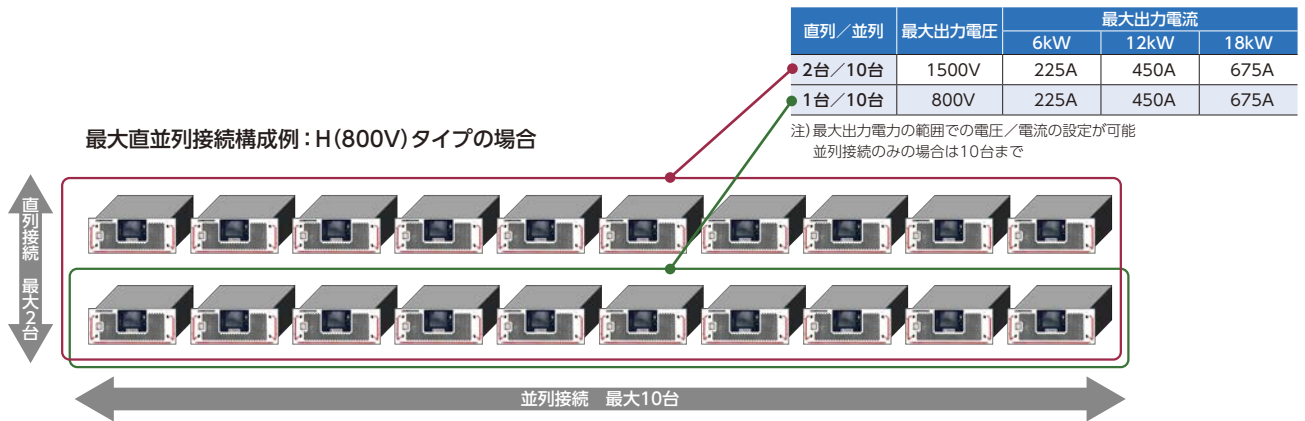 直列／並列 最大出力電圧 最大出力電流
6kW 12kW 18kW
2台／10台 1500V 225A 450A 675A
1台／10台 800V 225A 450A 675A
注）最大出力電力の範囲での電圧／電流の設定が可能
並列接続のみの場合は10台まで
最大直並列接続構成例：H（800V）タイプの場合
直列接続 最大2台
並列接続 最大10台